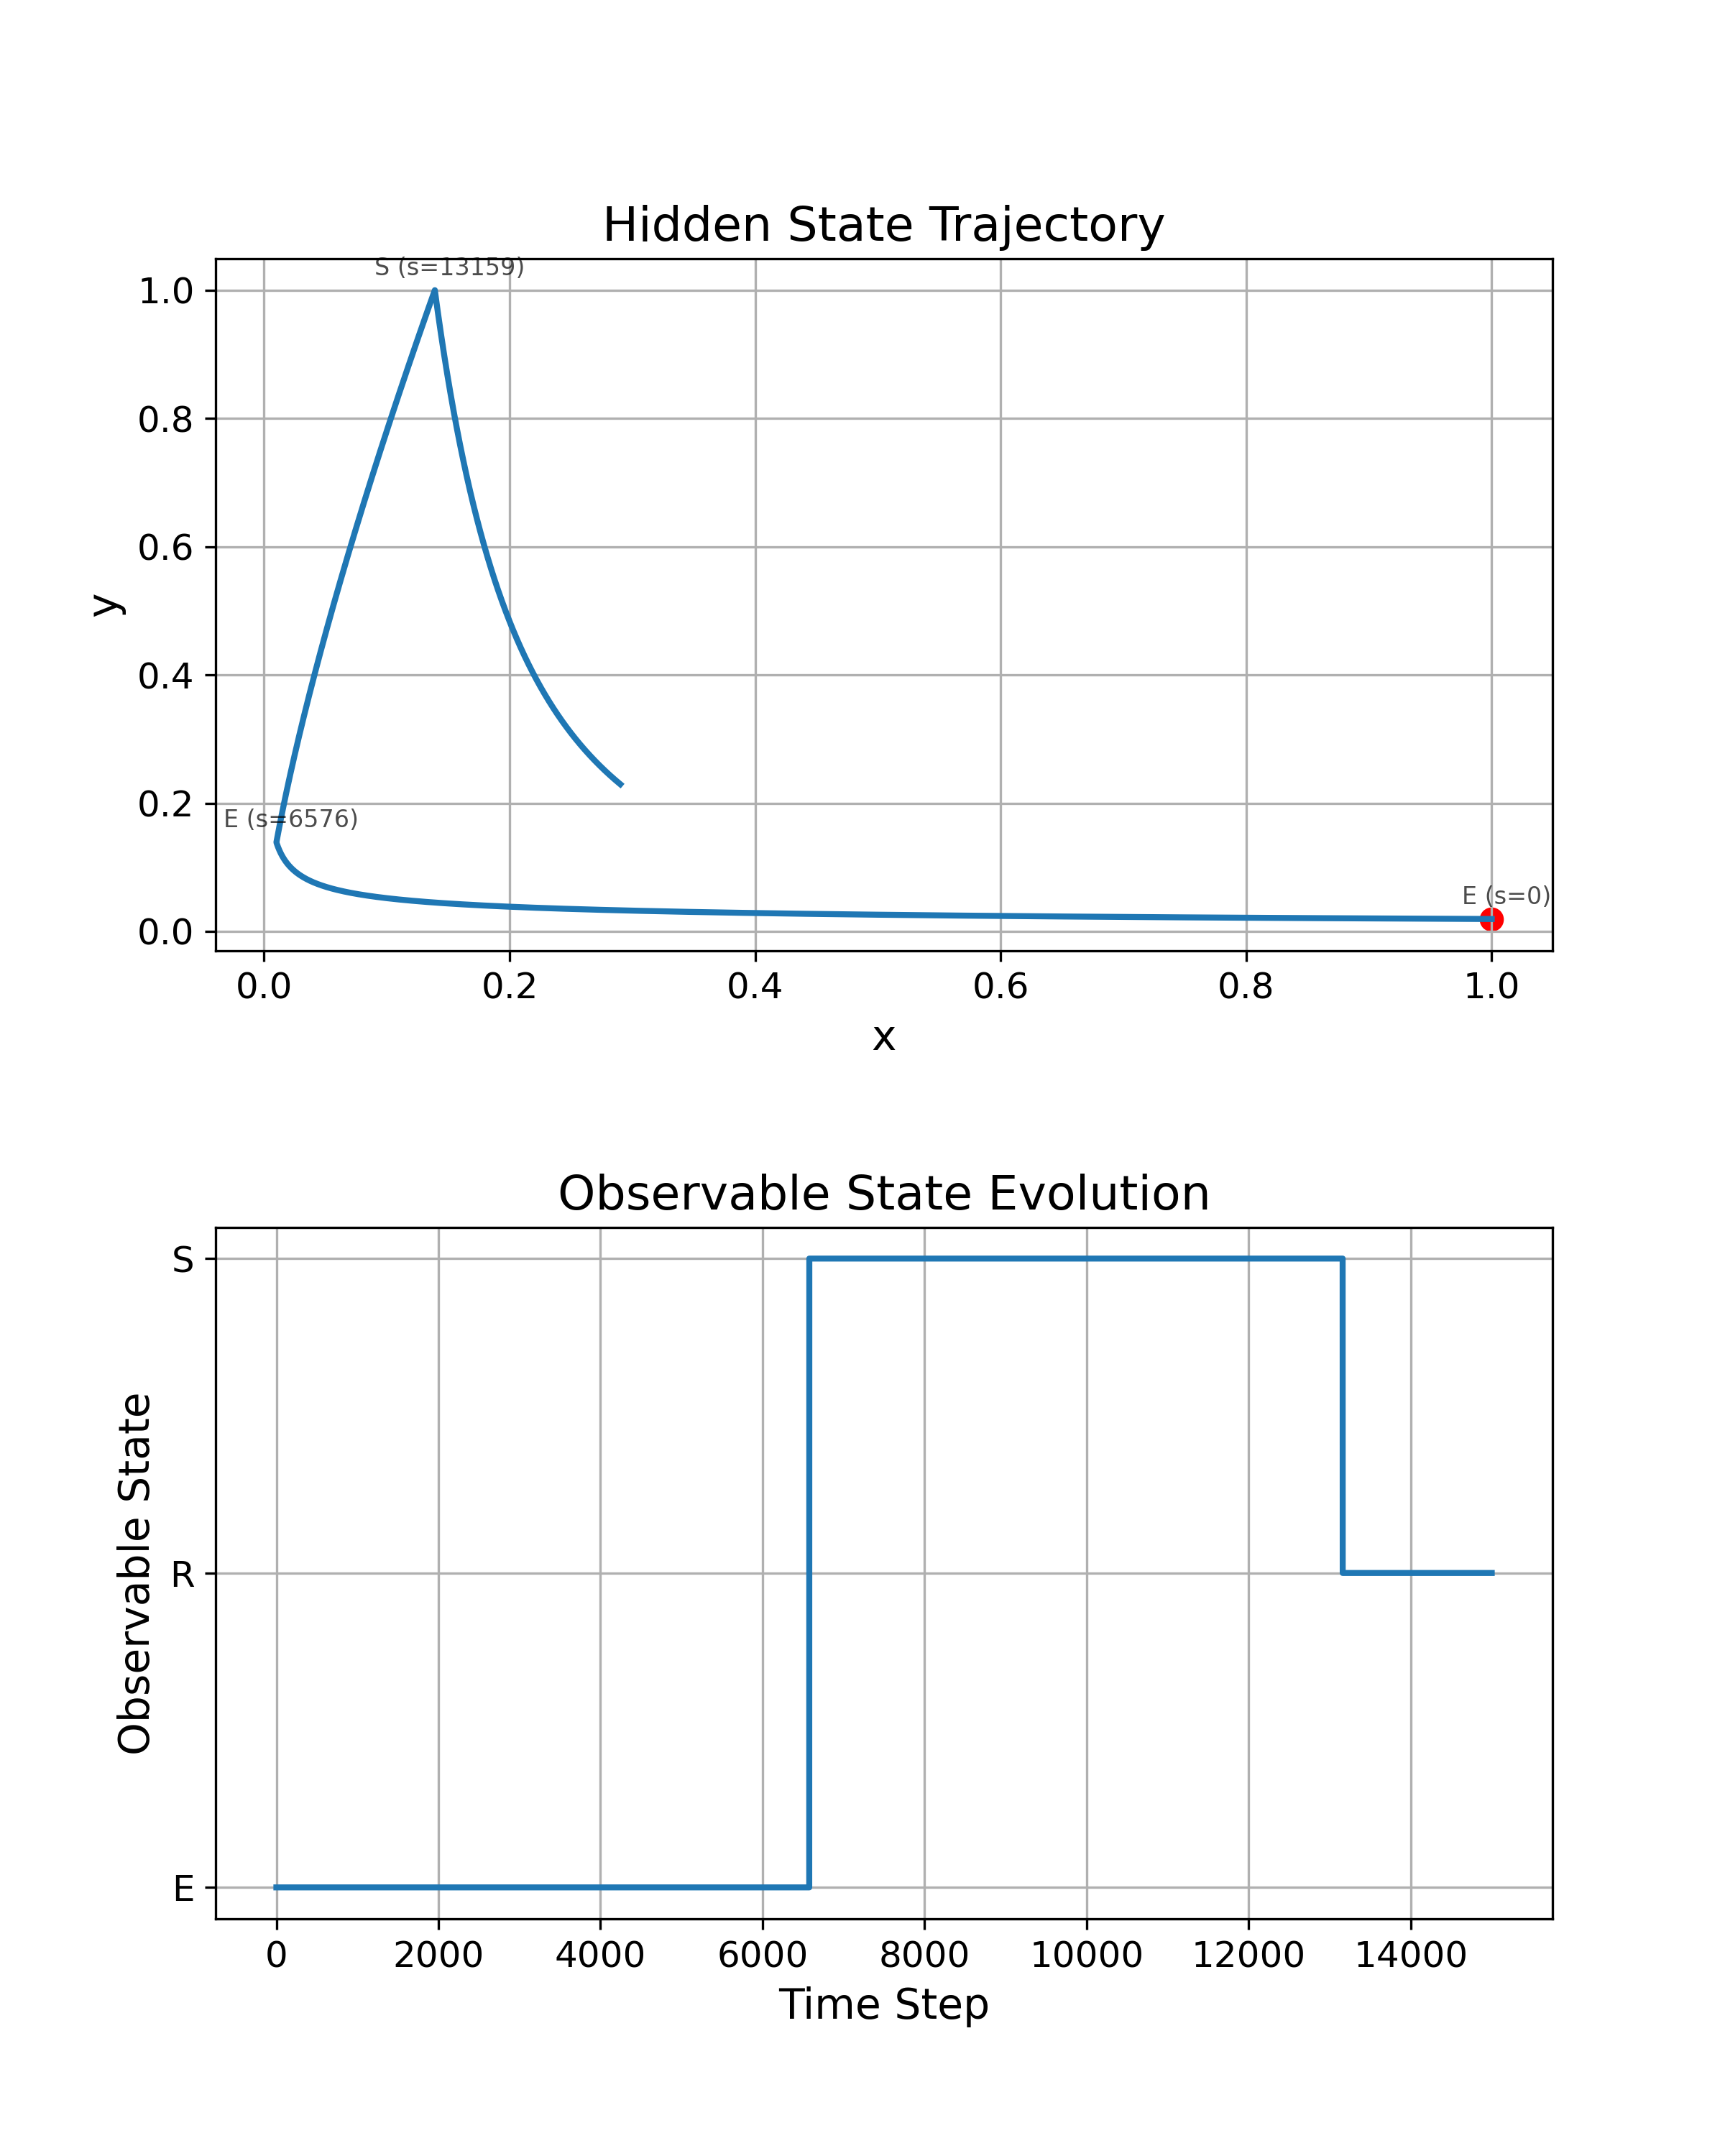 Hidden State Trajectory
S (s=13159)
1.0
0.8
0.6
y
0.4
0.2
E (s=6576)
E (s=0)
0.0
0.0 0.2 0.4 0.6 0.8 1.0
x
Observable State Evolution
S
R
Observable State
E
0 2000 4000 6000 8000 10000 12000 14000
Time Step